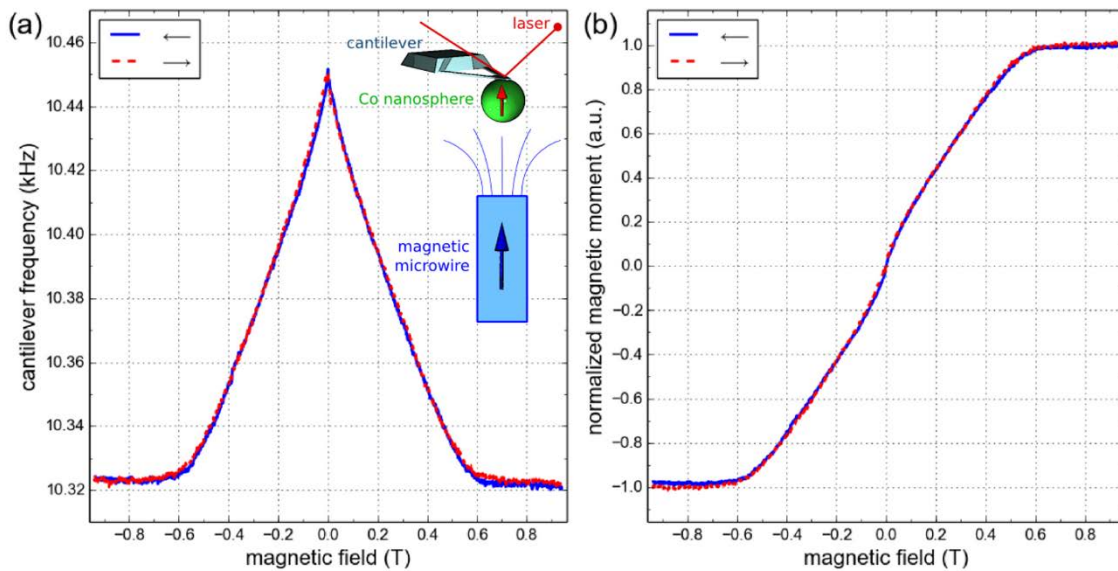 (a)
←
→
cantilever
laser
Co nanosphere
magnetic
microwire
10.46
10.44
10.42
10.40
10.38
10.36
10.34
10.32
cantilever frequency (kHz)
−0.8 −0.6 −0.4 −0.2 0.0 0.2 0.4 0.6 0.8
magnetic field (T)
(b)
←
→
1.0
0.8
0.6
0.4
0.2
0.0
−0.2
−0.4
−0.6
−0.8
−1.0
normalized magnetic moment (a.u.)
−0.8 −0.6 −0.4 −0.2 0.0 0.2 0.4 0.6 0.8
magnetic field (T)